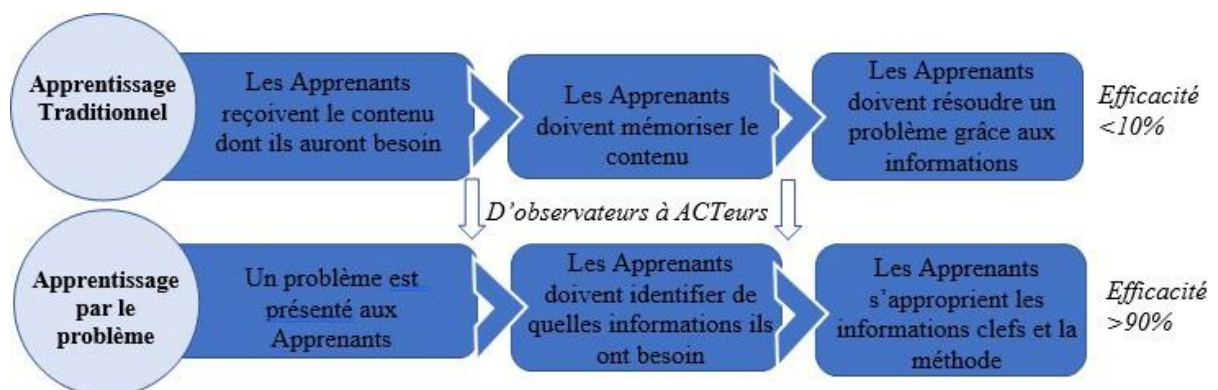 Apprentissage
Traditionnel
Les Apprenants
reçoivent le contenu
dont ils auront besoin
Les Apprenants
doivent mémoriser le
contenu
Les Apprenants
doivent résoudre un
problème grâce aux
informations
Efficacité
<10%
D'observateurs à ACTeurs
Apprentissage
par le
problème
Un problème est
présenté aux
Apprenants
Les Apprenants
doivent identifier de
quelles informations ils
ont besoin
Les Apprenants
s'approprient les
informations clefs et la
méthode
Efficacité
>90%